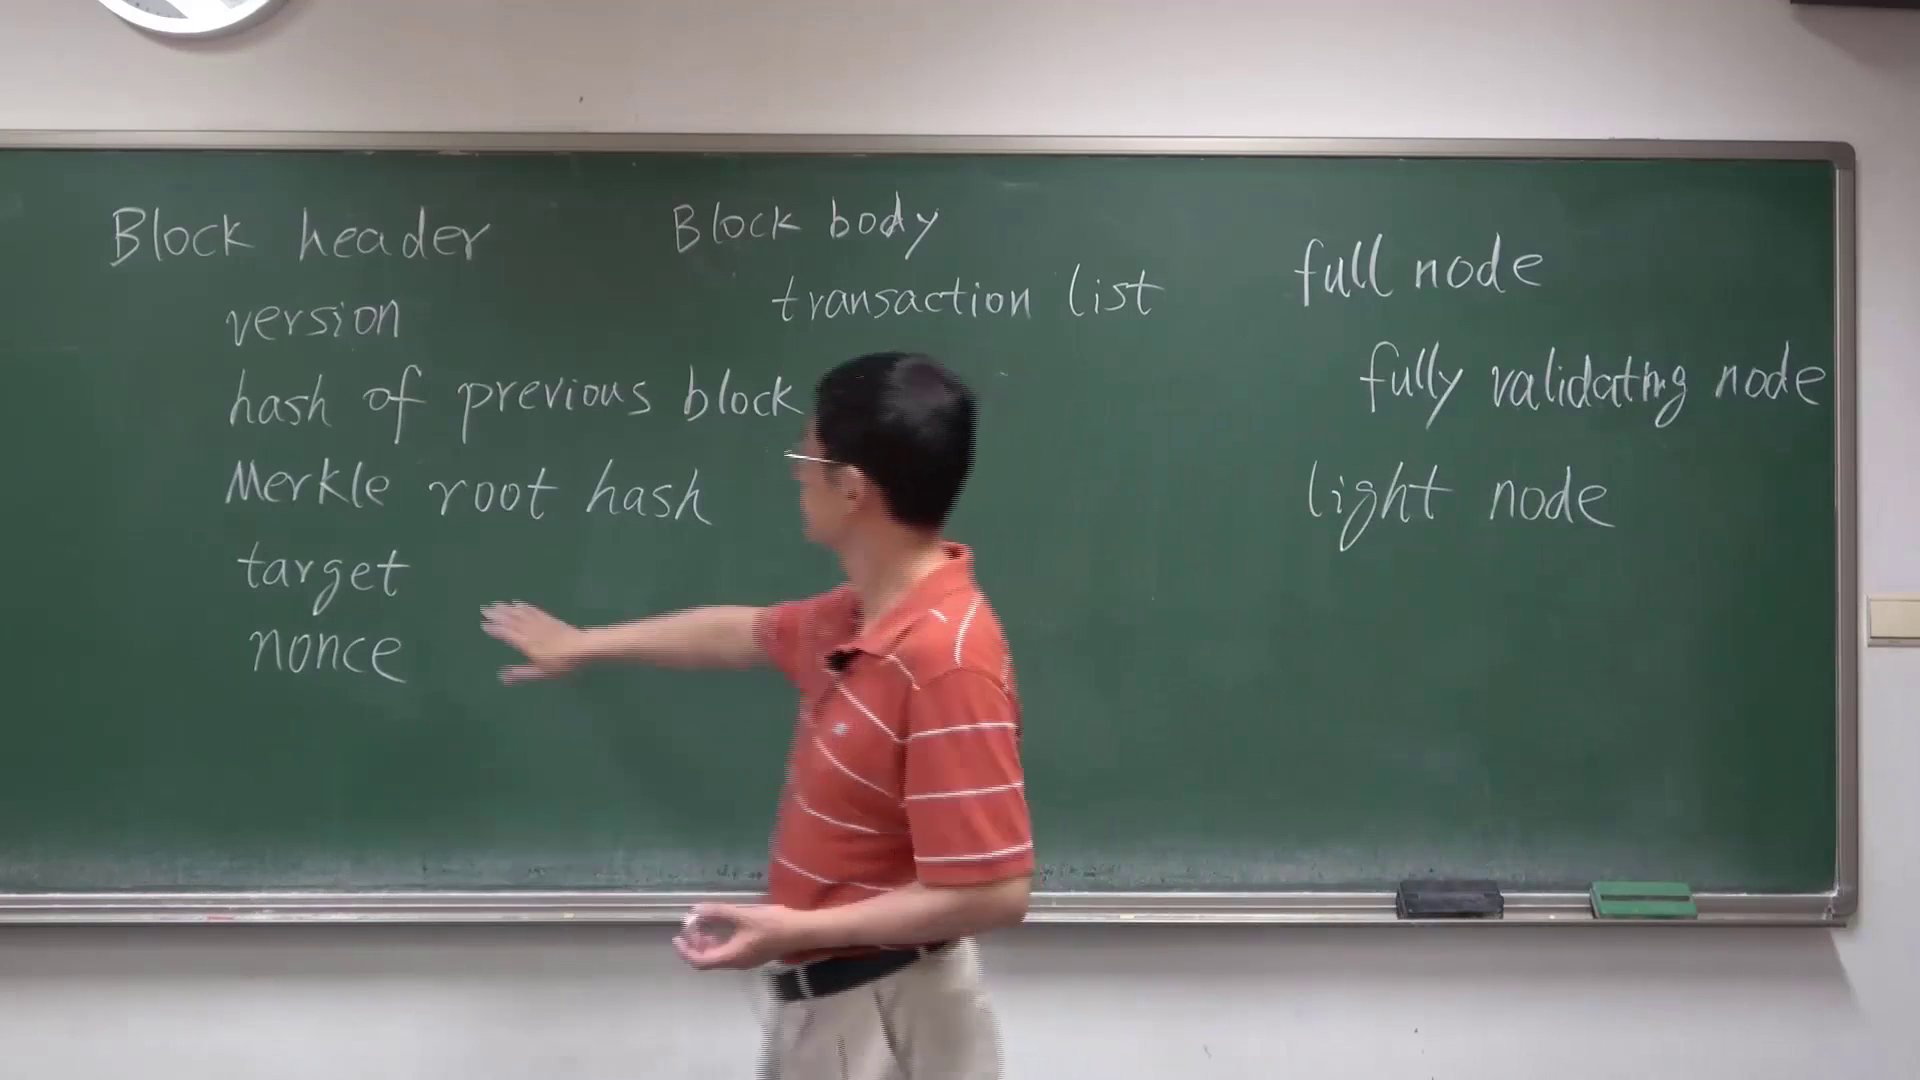 Block header
version
hash of previous block
Merkle root hash
target
nonce
Block body
transaction list
full node
fully validating node
light node